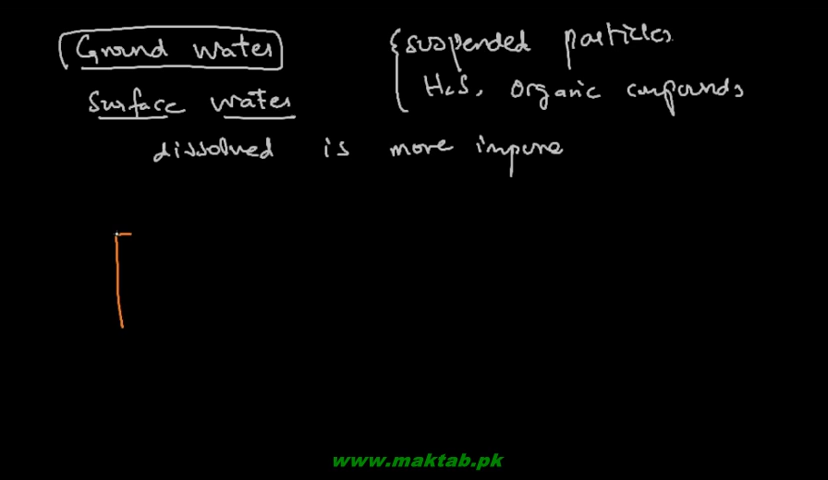 Ground water
suspended particles
Surface water
H2S, organic compounds
dissolved is more impure
www.maktab.pk